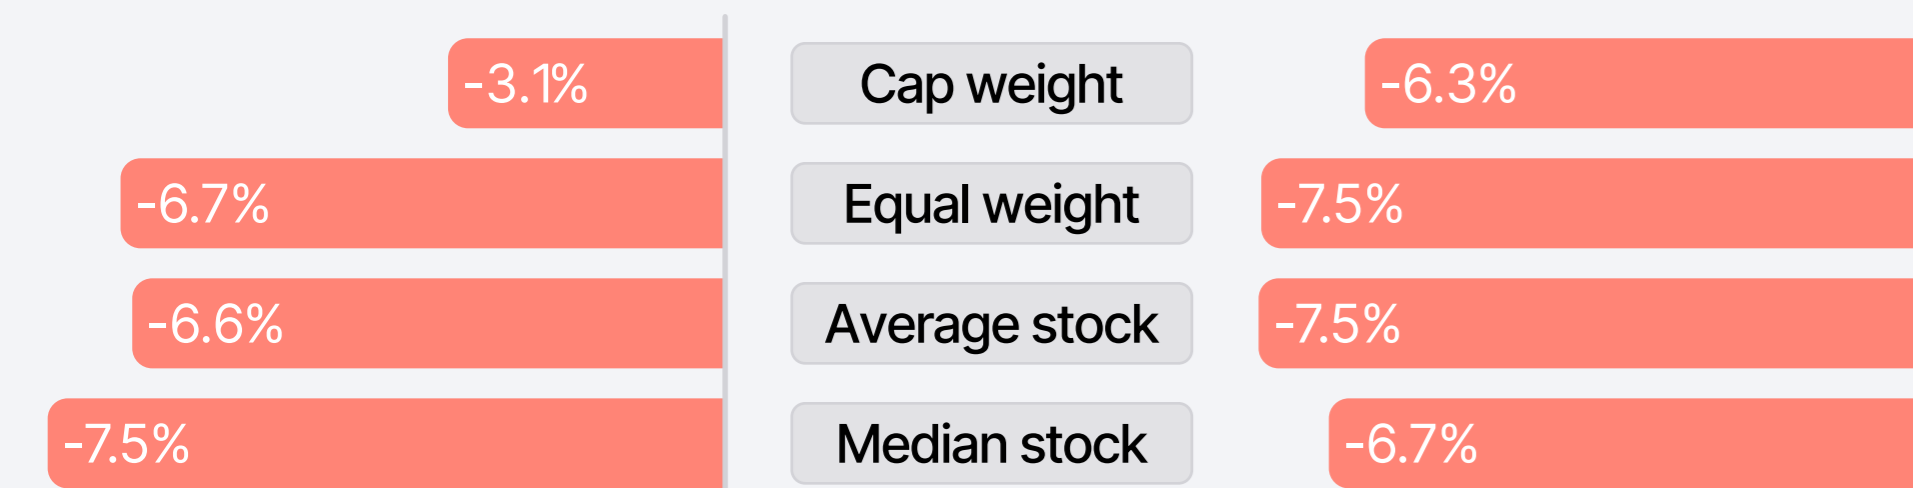 -3.1% Cap weight -6.3%
-6.7% Equal weight -7.5%
-6.6% Average stock -7.5%
-7.5% Median stock -6.7%